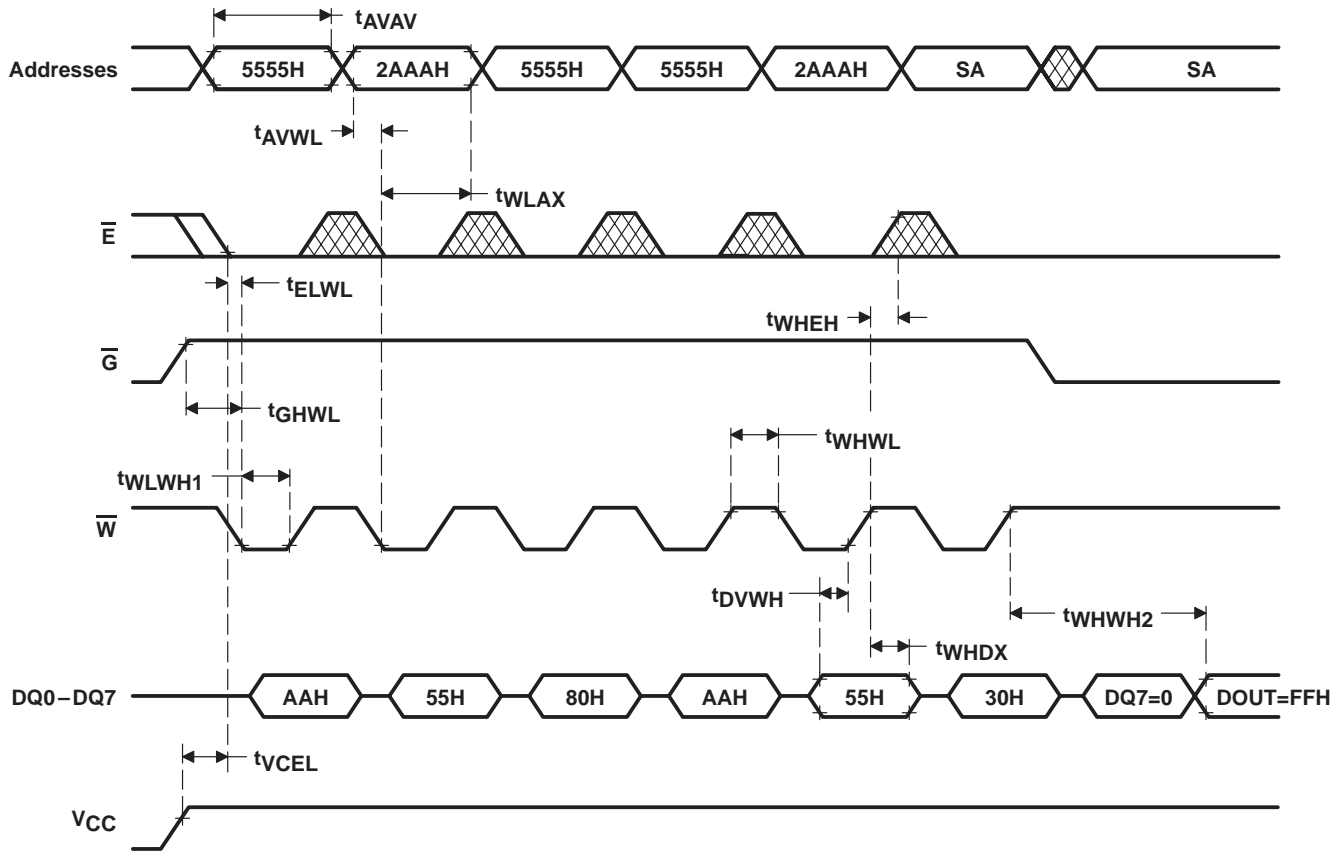 tAVAV
Addresses 5555H 2AAAH 5555H 5555H 2AAAH SA SA
tAVWL
tWLAX
E
tELWL
tWHEH
G
tGHWL
tWHWL
tWLWH1
W
tDVWH
tWHWH2
tWHDX
DQ0–DQ7 AAH 55H 80H AAH 55H 30H DQ7=0 DOUT=FFH
tVCEL
VCC